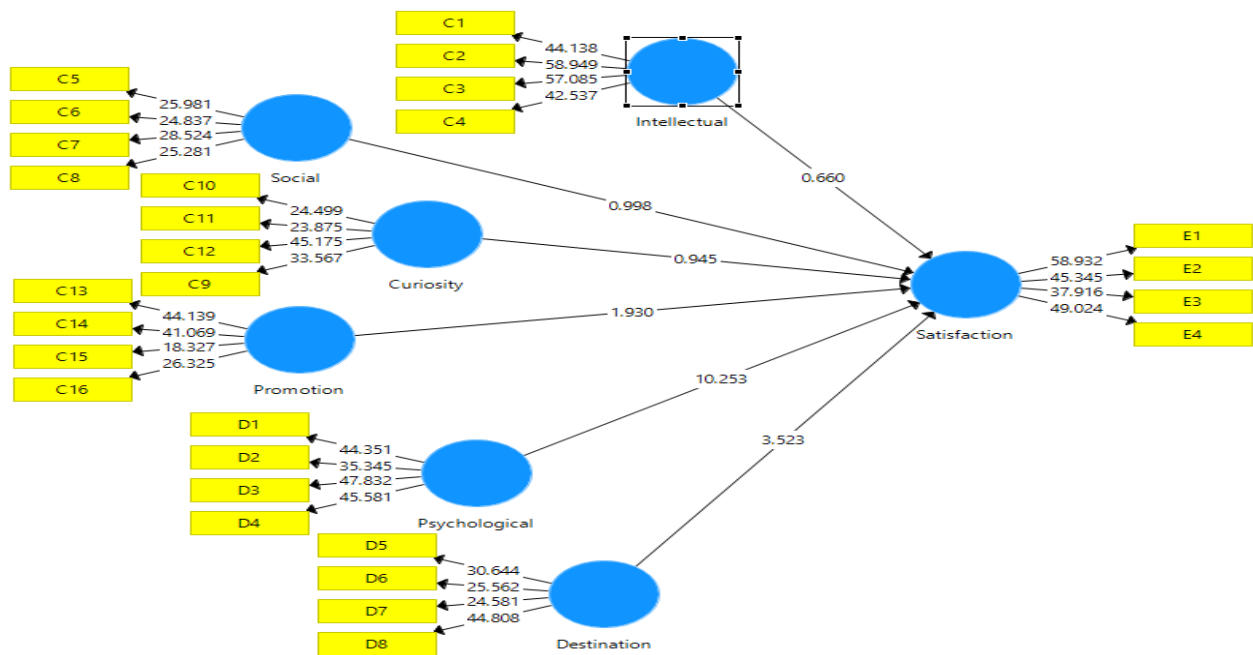 C1
C2
C3
C4
44.138
58.949
57.085
42.537
Intellectual
0.660
C5
C6
C7
C8
25.981
24.837
28.524
25.281
Social
0.998
C10
C11
C12
C9
24.499
23.875
45.175
33.567
Curiosity
0.945
C13
C14
C15
C16
44.139
41.069
18.327
26.325
Promotion
1.930
D1
D2
D3
D4
44.351
35.345
47.832
45.581
Psychological
10.253
D5
D6
D7
D8
30.644
25.562
24.581
44.808
Destination
3.523
Satisfaction
58.932
45.345
37.916
49.024
E1
E2
E3
E4